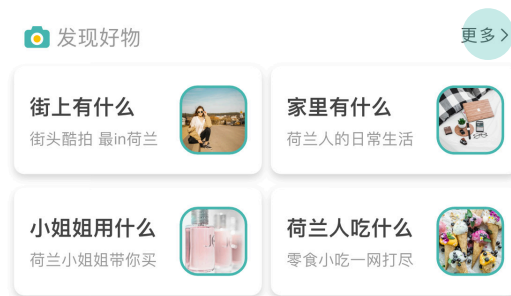 发现好物
更多
街上有什么
街头酷拍 最in荷兰
家里有什么
荷兰人的日常生活
小姐姐用什么
荷兰小姐姐带你买
荷兰人吃什么
零食小吃一网打尽